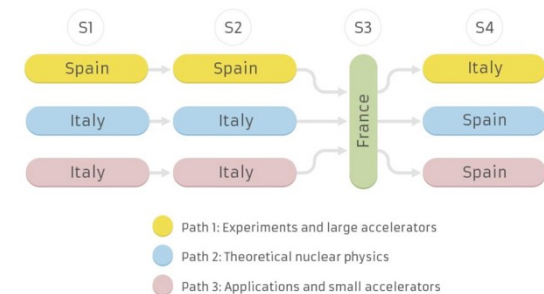 S1 S2 S3 S4
Spain Spain Italy
Italy Italy France Spain
Italy Italy Spain
Path 1: Experiments and large accelerators
Path 2: Theoretical nuclear physics
Path 3: Applications and small accelerators